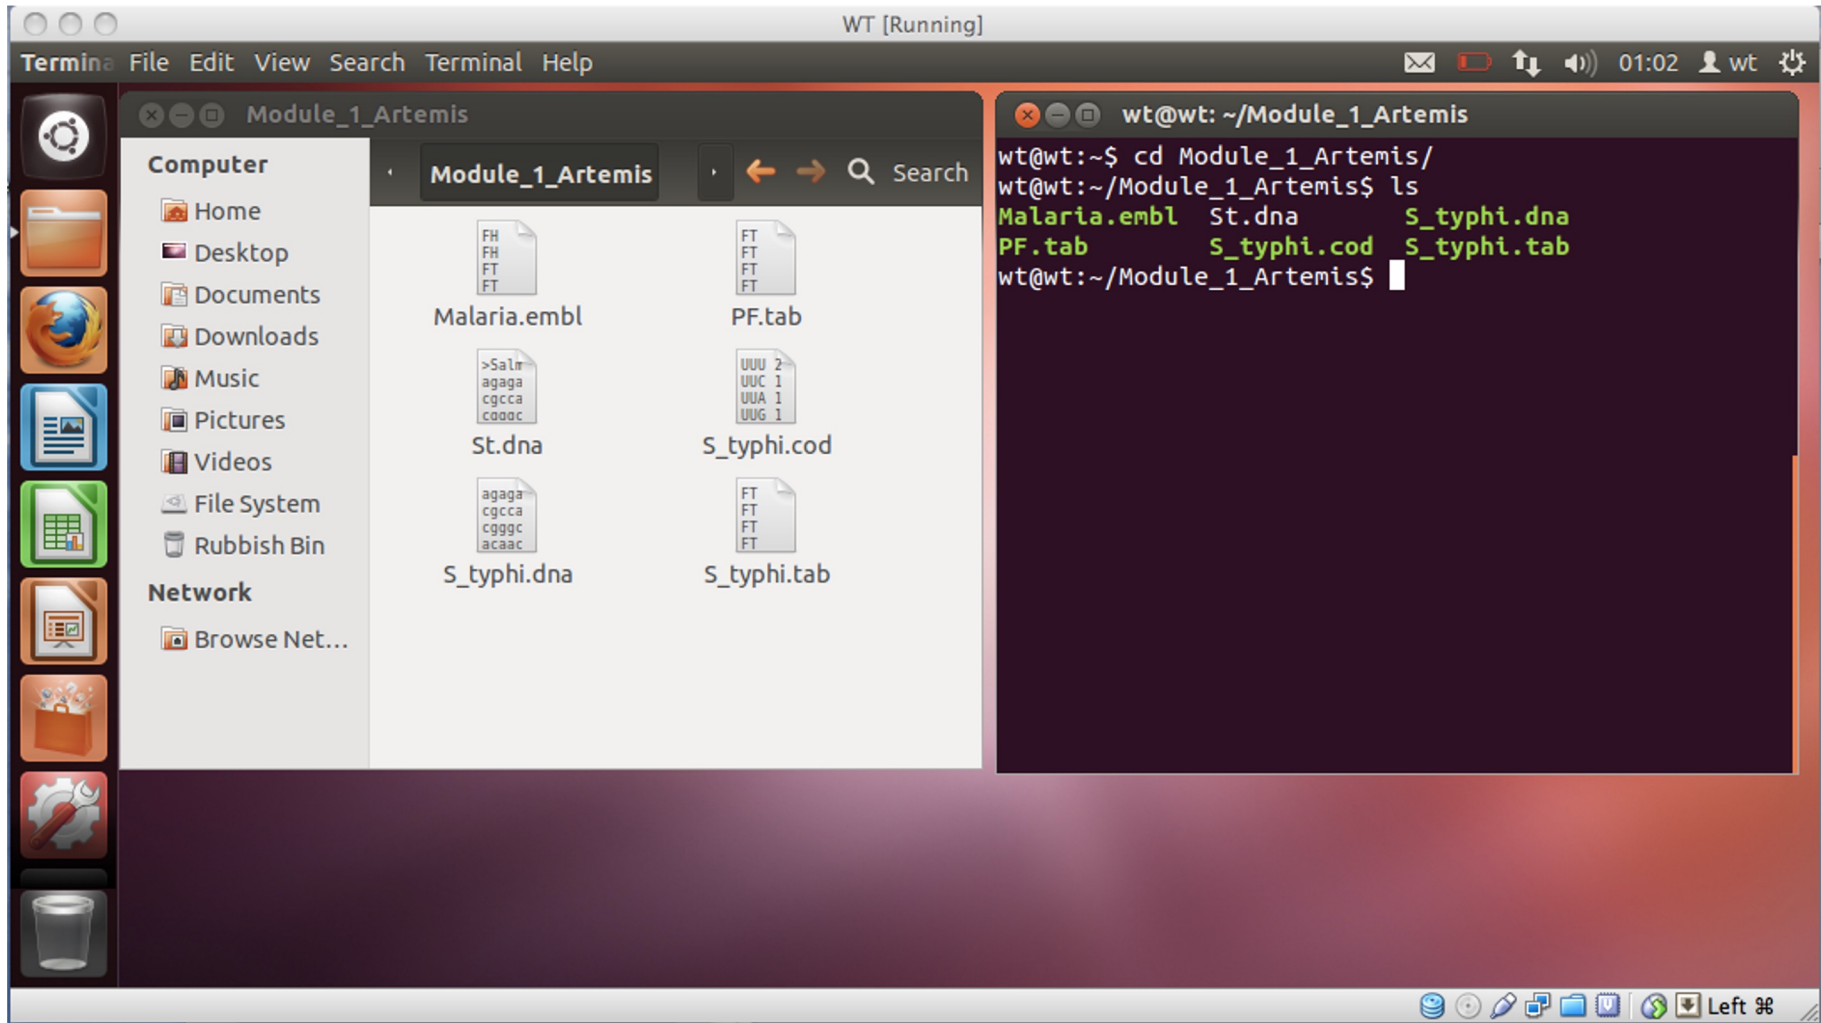 WT [Running]
Termina File Edit View Search Terminal Help
01:02 wt
Module_1_Artemis
Computer
Home
Desktop
Documents
Downloads
Music
Pictures
Videos
File System
Rubbish Bin
Network
Browse Net...
Module_1_Artemis
Search
FH
FH
FT
FT
Malaria.embl
FT
FT
FT
FT
PF.tab
>Salm
agaga
cgcca
cgggc
St.dna
UUU 2
UUC 1
UUA 1
UUG 1
S_typhi.cod
agaga
cgcca
cgggc
acaac
S_typhi.dna
FT
FT
FT
FT
S_typhi.tab
wt@wt: ~/Module_1_Artemis
wt@wt:~$ cd Module_1_Artemis/
wt@wt:~/Module_1_Artemis$ ls
Malaria.embl St.dna S_typhi.dna
PF.tab S_typhi.cod S_typhi.tab
wt@wt:~/Module_1_Artemis$
Left ⌘